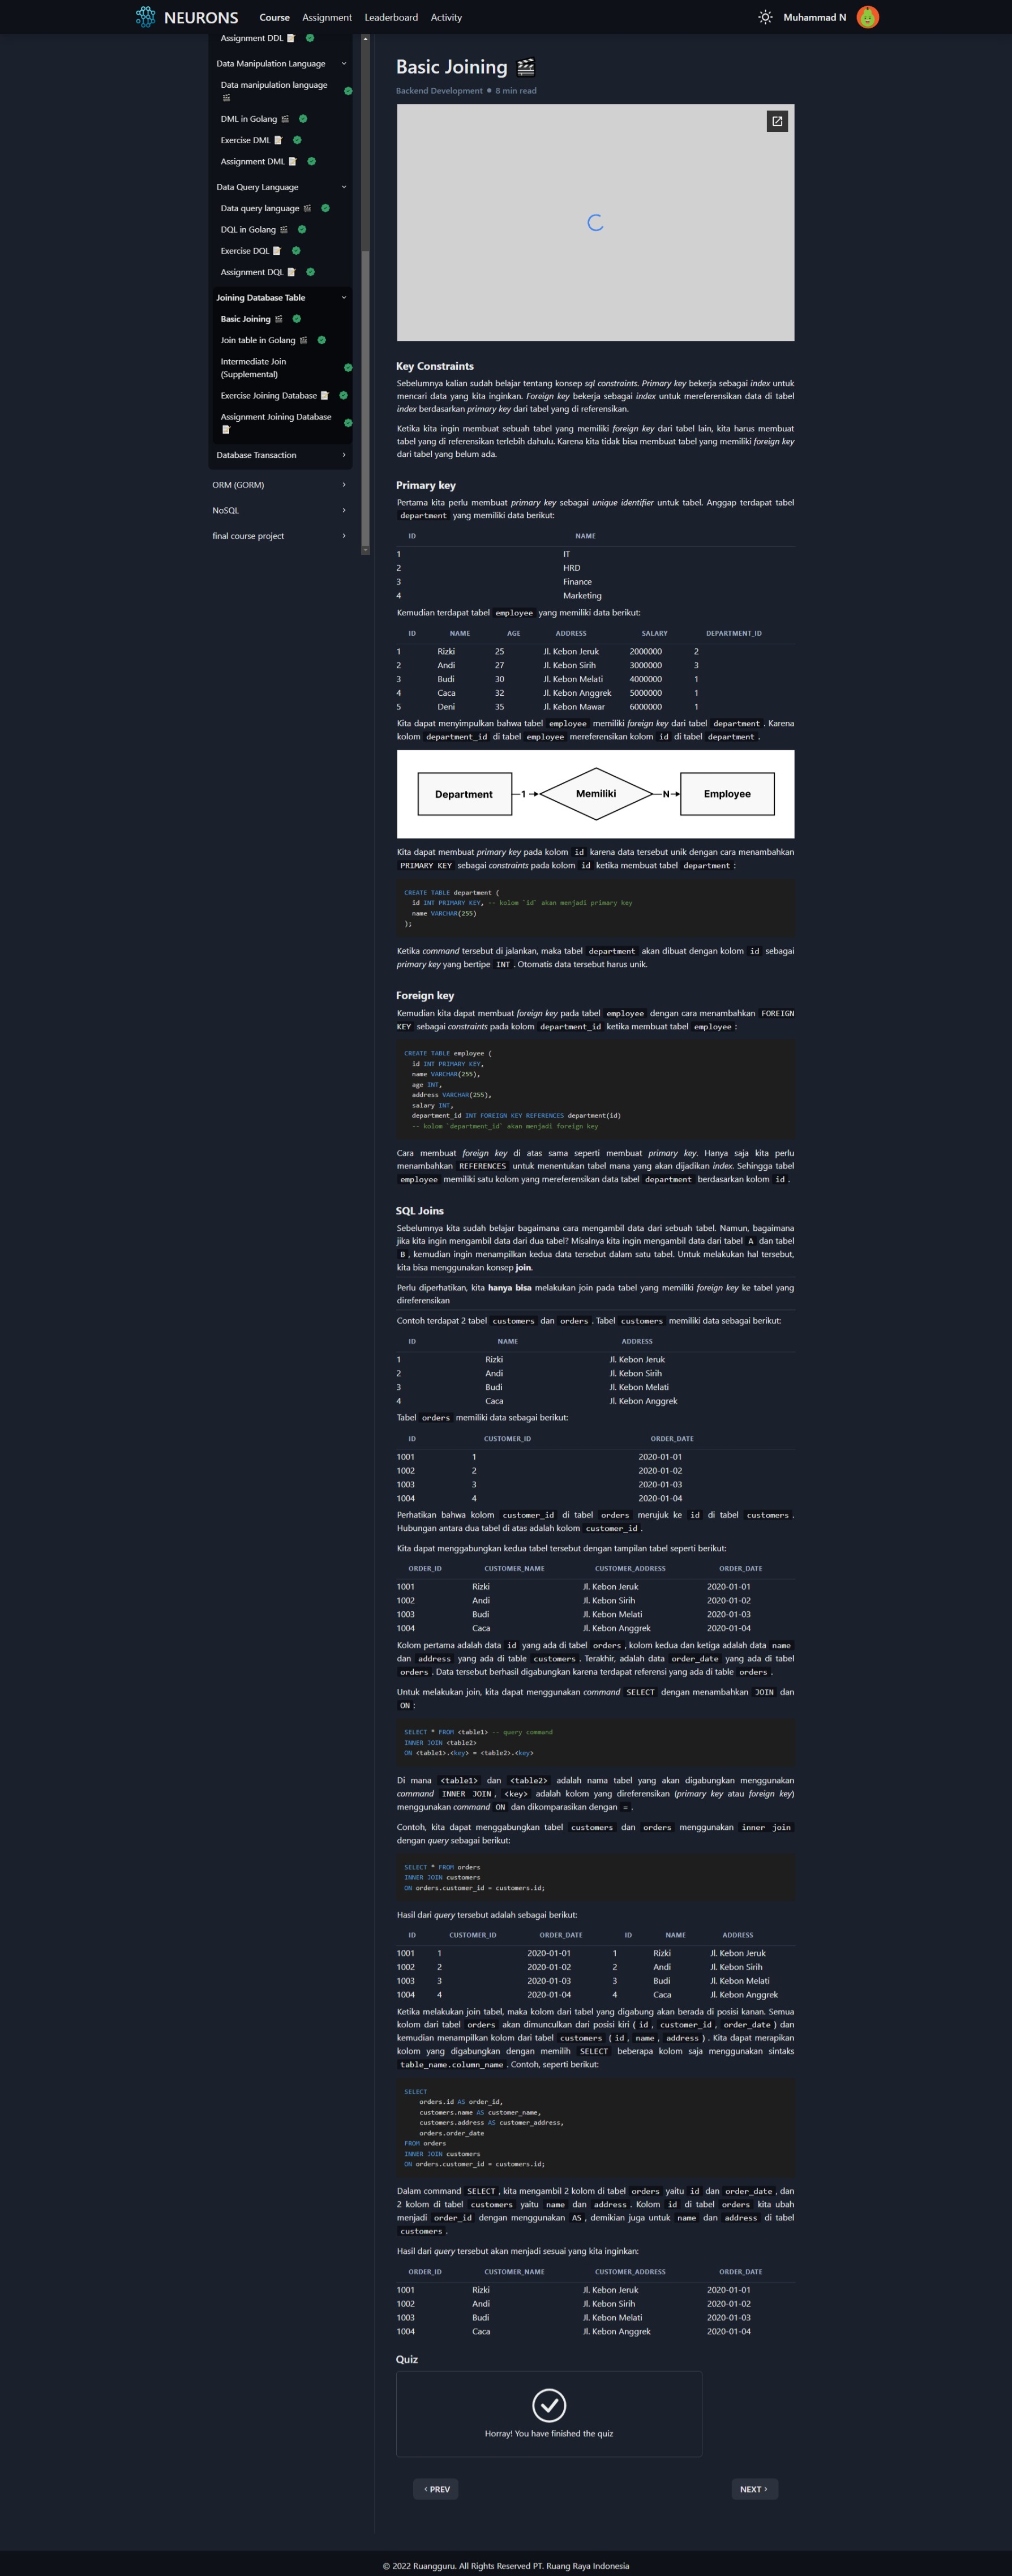 NEURONS
Course Assignment Leaderboard Activity
Muhammad N
Assignment DDL
Data Manipulation Language
Data manipulation language
DML in Golang
Exercise DML
Assignment DML
Data Query Language
Data query language
DQL in Golang
Exercise DQL
Assignment DQL
Joining Database Table
Basic Joining
Join table in Golang
Intermediate Join
(Supplemental)
Exercise Joining Database
Assignment Joining Database
Database Transaction
ORM (GORM)
NoSQL
final course project
Basic Joining
Backend Development ● 8 min read
Key Constraints
Sebelumnya kalian sudah belajar tentang konsep sql constraints. Primary key bekerja sebagai index untuk
mencari data yang kita inginkan. Foreign key bekerja sebagai index untuk mereferensikan data di tabel
index berdasarkan primary key dari tabel yang di referensikan.
Ketika kita ingin membuat sebuah tabel yang memiliki foreign key dari tabel lain, kita harus membuat
tabel yang di referensikan terlebih dahulu. Karena kita tidak bisa membuat tabel yang memiliki foreign key
dari tabel yang belum ada.
Primary key
Pertama kita perlu membuat primary key sebagai unique identifier untuk tabel. Anggap terdapat tabel
department yang memiliki data berikut:
ID NAME
1 IT
2 HRD
3 Finance
4 Marketing
Kemudian terdapat tabel employee yang memiliki data berikut:
ID NAME AGE ADDRESS SALARY DEPARTMENT_ID
1 Rizki 25 Jl. Kebon Jeruk 2000000 2
2 Andi 27 Jl. Kebon Sirih 3000000 3
3 Budi 30 Jl. Kebon Melati 4000000 1
4 Caca 32 Jl. Kebon Anggrek 5000000 1
5 Deni 35 Jl. Kebon Mawar 6000000 1
Kita dapat menyimpulkan bahwa tabel employee memiliki foreign key dari tabel department. Karena
kolom department_id di tabel employee mereferensikan kolom id di tabel department.
Department 1 Memiliki N Employee
Kita dapat membuat primary key pada kolom id karena data tersebut unik dengan cara menambahkan
PRIMARY KEY sebagai constraints pada kolom id ketika membuat tabel department:
CREATE TABLE department (
id INT PRIMARY KEY, -- kolom `id` akan menjadi primary key
name VARCHAR(255)
);
Ketika command tersebut di jalankan, maka tabel department akan dibuat dengan kolom id sebagai
primary key yang bertipe INT. Otomatis data tersebut harus unik.
Foreign key
Kemudian kita dapat membuat foreign key pada tabel employee dengan cara menambahkan FOREIGN
KEY sebagai constraints pada kolom department_id ketika membuat tabel employee:
CREATE TABLE employee (
id INT PRIMARY KEY,
name VARCHAR(255),
age INT,
address VARCHAR(255),
salary INT,
department_id INT FOREIGN KEY REFERENCES department(id)
-- kolom `department_id` akan menjadi foreign key
Cara membuat foreign key di atas sama seperti membuat primary key. Hanya saja kita perlu
menambahkan REFERENCES untuk menentukan tabel mana yang akan dijadikan index. Sehingga tabel
employee memiliki satu kolom yang mereferensikan data tabel department berdasarkan kolom id.
SQL Joins
Sebelumnya kita sudah belajar bagaimana cara mengambil data dari sebuah tabel. Namun, bagaimana
jika kita ingin mengambil data dari dua tabel? Misalnya kita ingin mengambil data dari tabel A dan tabel
B, kemudian ingin menampilkan kedua data tersebut dalam satu tabel. Untuk melakukan hal tersebut,
kita bisa menggunakan konsep join.
Perlu diperhatikan, kita hanya bisa melakukan join pada tabel yang memiliki foreign key ke tabel yang
direferensikan
Contoh terdapat 2 tabel customers dan orders. Tabel customers memiliki data sebagai berikut:
ID NAME ADDRESS
1 Rizki Jl. Kebon Jeruk
2 Andi Jl. Kebon Sirih
3 Budi Jl. Kebon Melati
4 Caca Jl. Kebon Anggrek
Tabel orders memiliki data sebagai berikut:
ID CUSTOMER_ID ORDER_DATE
1001 1 2020-01-01
1002 2 2020-01-02
1003 3 2020-01-03
1004 4 2020-01-04
Perhatikan bahwa kolom customer_id di tabel orders merujuk ke id di tabel customers.
Hubungan antara dua tabel di atas adalah kolom customer_id.
Kita dapat menggabungkan kedua tabel tersebut dengan tampilan tabel seperti berikut:
ORDER_ID CUSTOMER_NAME CUSTOMER_ADDRESS ORDER_DATE
1001 Rizki Jl. Kebon Jeruk 2020-01-01
1002 Andi Jl. Kebon Sirih 2020-01-02
1003 Budi Jl. Kebon Melati 2020-01-03
1004 Caca Jl. Kebon Anggrek 2020-01-04
Kolom pertama adalah data id yang ada di tabel orders, kolom kedua dan ketiga adalah data name
dan address yang ada di table customers. Terakhir, adalah data order_date yang ada di tabel
orders. Data tersebut berhasil digabungkan karena terdapat referensi yang ada di table orders.
Untuk melakukan join, kita dapat menggunakan command SELECT dengan menambahkan JOIN dan
ON:
SELECT * FROM <table1> -- query command
INNER JOIN <table2>
ON <table1>.<key> = <table2>.<key>
Di mana <table1> dan <table2> adalah nama tabel yang akan digabungkan menggunakan
command INNER JOIN, <key> adalah kolom yang direferensikan (primary key atau foreign key)
menggunakan command ON dan dikomparasikan dengan =.
Contoh, kita dapat menggabungkan tabel customers dan orders menggunakan inner join
dengan query sebagai berikut:
SELECT * FROM orders
INNER JOIN customers
ON orders.customer_id = customers.id;
Hasil dari query tersebut adalah sebagai berikut:
ID CUSTOMER_ID ORDER_DATE ID NAME ADDRESS
1001 1 2020-01-01 1 Rizki Jl. Kebon Jeruk
1002 2 2020-01-02 2 Andi Jl. Kebon Sirih
1003 3 2020-01-03 3 Budi Jl. Kebon Melati
1004 4 2020-01-04 4 Caca Jl. Kebon Anggrek
Ketika melakukan join tabel, maka kolom dari tabel yang digabung akan berada di posisi kanan. Semua
kolom dari tabel orders akan dimunculkan dari posisi kiri (id, customer_id, order_date) dan
kemudian menampilkan kolom dari tabel customers (id, name, address). Kita dapat merapikan
kolom yang digabungkan dengan memilih SELECT beberapa kolom saja menggunakan sintaks
table_name.column_name. Contoh, seperti berikut:
SELECT
orders.id AS order_id,
customers.name AS customer_name,
customers.address AS customer_address,
orders.order_date
FROM orders
INNER JOIN customers
ON orders.customer_id = customers.id;
Dalam command SELECT, kita mengambil 2 kolom di tabel orders yaitu id dan order_date, dan
2 kolom di tabel customers yaitu name dan address. Kolom id di tabel orders kita ubah
menjadi order_id dengan menggunakan AS, demikian juga untuk name dan address di tabel
customers.
Hasil dari query tersebut akan menjadi sesuai yang kita inginkan:
ORDER_ID CUSTOMER_NAME CUSTOMER_ADDRESS ORDER_DATE
1001 Rizki Jl. Kebon Jeruk 2020-01-01
1002 Andi Jl. Kebon Sirih 2020-01-02
1003 Budi Jl. Kebon Melati 2020-01-03
1004 Caca Jl. Kebon Anggrek 2020-01-04
Quiz
Horray! You have finished the quiz
‹ PREV NEXT ›
© 2022 Ruangguru. All Rights Reserved PT. Ruang Raya Indonesia